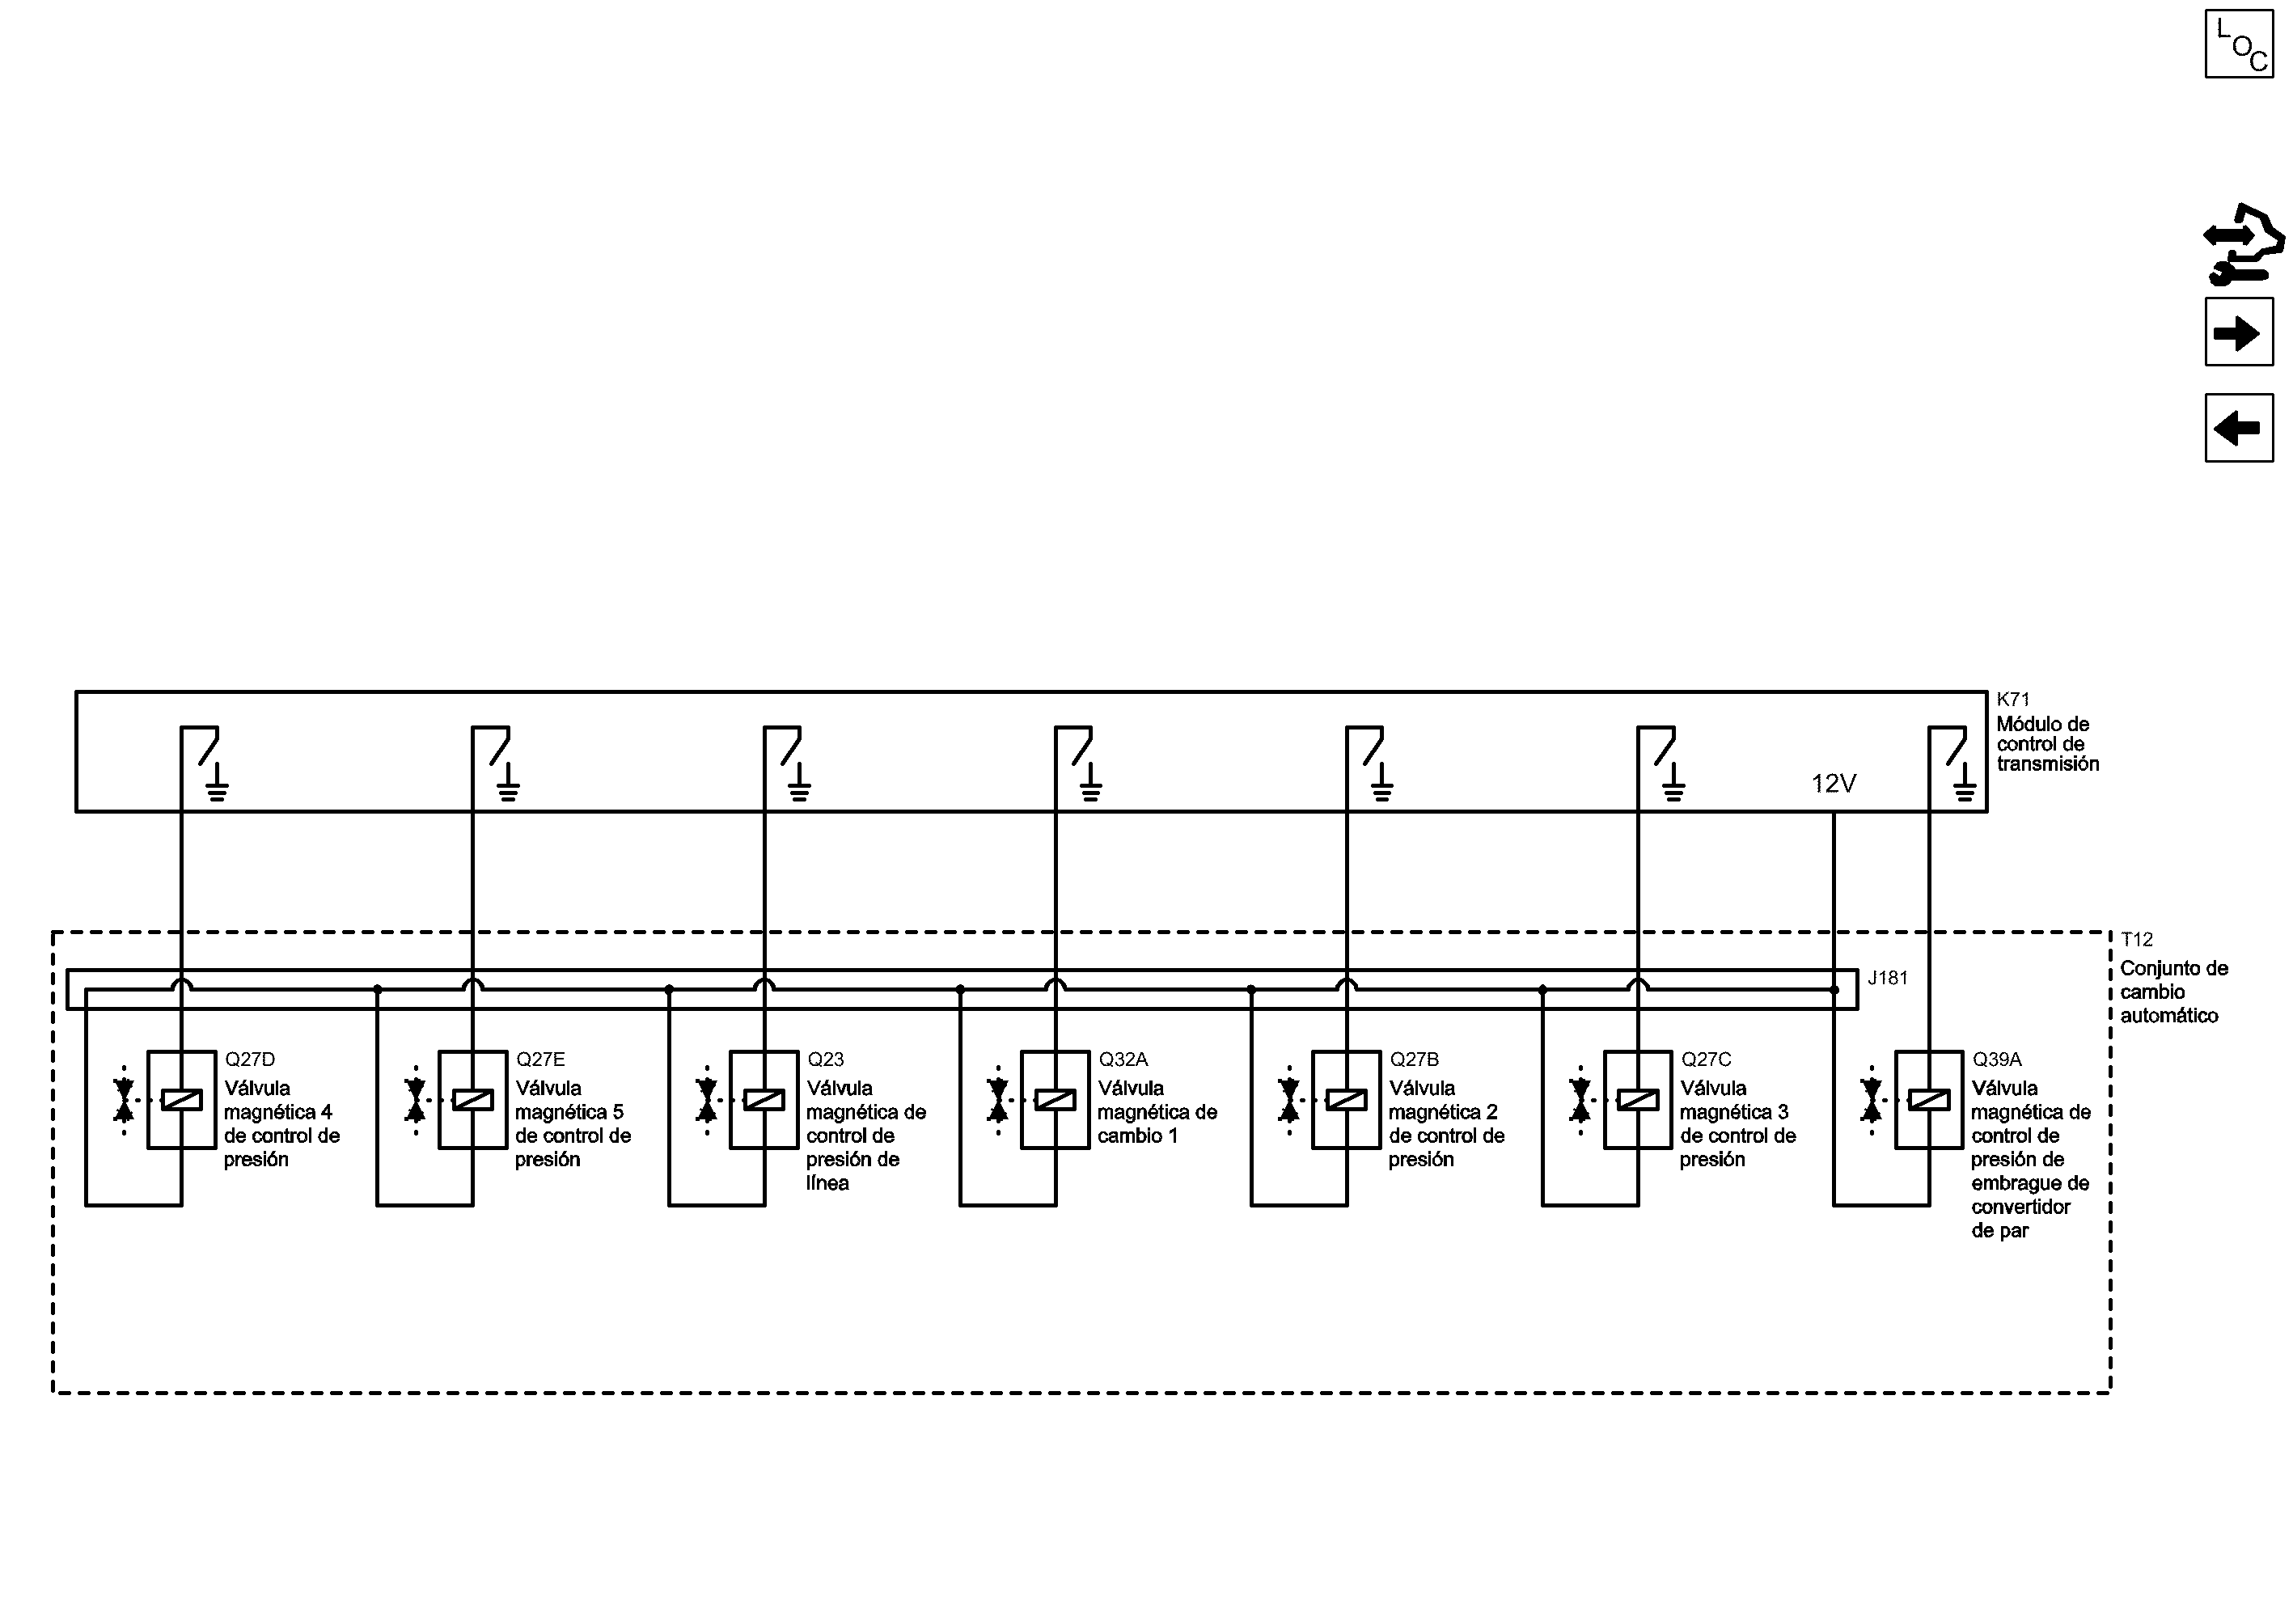 L
O
C
K71
Módulo de
control de
transmisión
12V
T12
Conjunto de
cambio
automático
J181
Q27D
Válvula
magnética 4
de control de
presión
Q27E
Válvula
magnética 5
de control de
presión
Q23
Válvula
magnética de
control de
presión de
línea
Q32A
Válvula
magnética de
cambio 1
Q27B
Válvula
magnética 2
de control de
presión
Q27C
Válvula
magnética 3
de control de
presión
Q39A
Válvula
magnética de
control de
presión de
embrague de
convertidor
de par